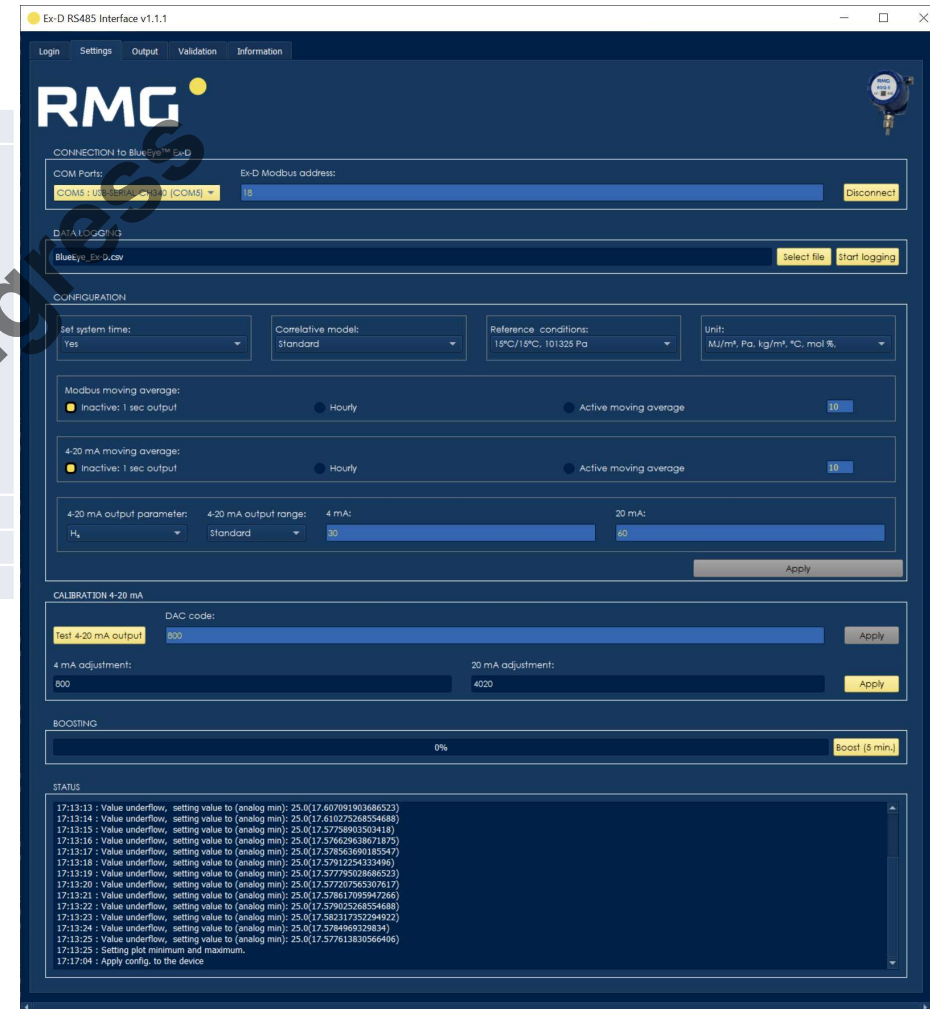 Ex-D RS485 Interface v1.1.1
Login Settings Output Validation Information
RMG
CONNECTION to BlueEye™ Ex-D
COM Ports: Ex-D Modbus address:
COM5 : USB-SERIAL CH340 (COM5) 18 Disconnect
DATA LOGGING
BlueEye_Ex-D.csv Select file Start logging
CONFIGURATION
Set system time: Correlative model: Reference conditions: Unit:
Yes Standard 15°C/15°C, 101325 Pa MJ/m³, Pa, kg/m³, °C, mol %,
Modbus moving average:
Inactive: 1 sec output Hourly Active moving average 10
4-20 mA moving average:
Inactive: 1 sec output Hourly Active moving average 10
4-20 mA output parameter: 4-20 mA output range: 4 mA: 20 mA:
Hₛ Standard 30 60
Apply
CALIBRATION 4-20 mA
DAC code:
Test 4-20 mA output 800 Apply
4 mA adjustment: 20 mA adjustment:
800 4020 Apply
BOOSTING
0% Boost (5 min.)
STATUS
17:13:13 : Value underflow, setting value to (analog min): 25.0(17.607091903686523)
17:13:14 : Value underflow, setting value to (analog min): 25.0(17.610275268554688)
17:13:15 : Value underflow, setting value to (analog min): 25.0(17.57758903503418)
17:13:16 : Value underflow, setting value to (analog min): 25.0(17.576629638671875)
17:13:17 : Value underflow, setting value to (analog min): 25.0(17.578563690185547)
17:13:18 : Value underflow, setting value to (analog min): 25.0(17.57912254333496)
17:13:19 : Value underflow, setting value to (analog min): 25.0(17.577795028686523)
17:13:20 : Value underflow, setting value to (analog min): 25.0(17.577207565307617)
17:13:21 : Value underflow, setting value to (analog min): 25.0(17.578617095947266)
17:13:22 : Value underflow, setting value to (analog min): 25.0(17.579025268554688)
17:13:23 : Value underflow, setting value to (analog min): 25.0(17.582317352294922)
17:13:24 : Value underflow, setting value to (analog min): 25.0(17.5784969329834)
17:13:25 : Value underflow, setting value to (analog min): 25.0(17.577613830566406)
17:13:25 : Setting plot minimum and maximum.
17:17:04 : Apply config. to the device